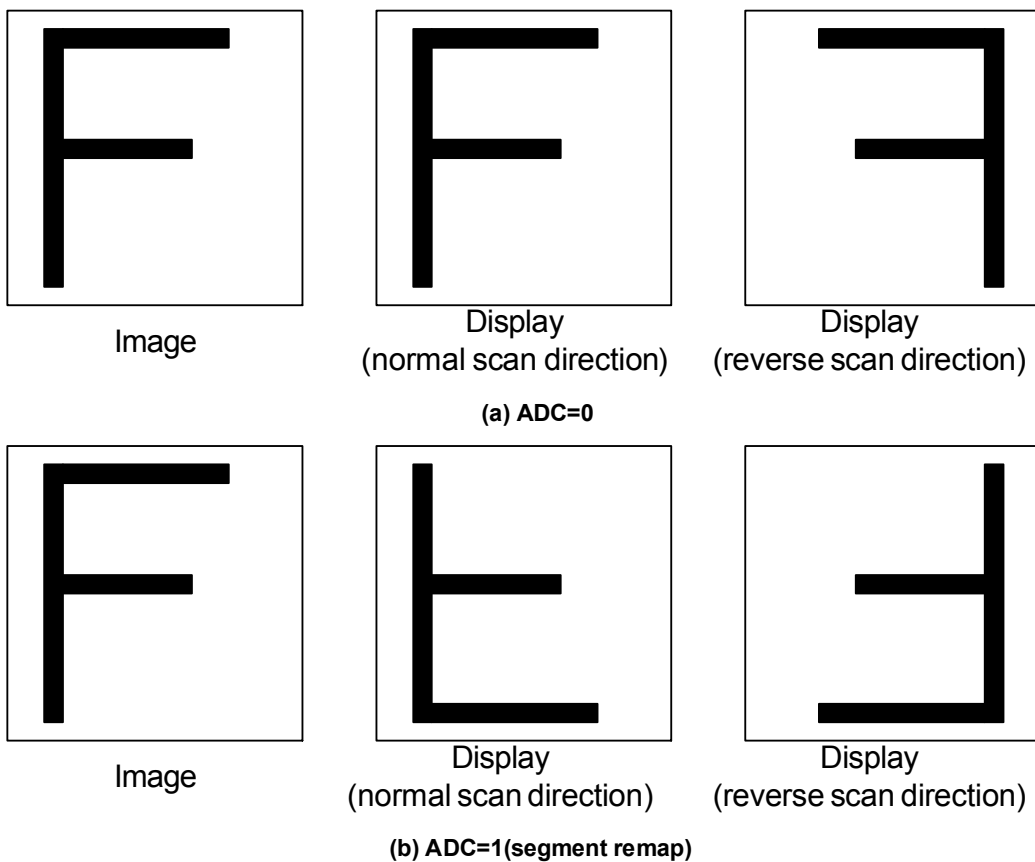 Image
Display
(normal scan direction)
Display
(reverse scan direction)
(a) ADC=0
Image
Display
(normal scan direction)
Display
(reverse scan direction)
(b) ADC=1(segment remap)